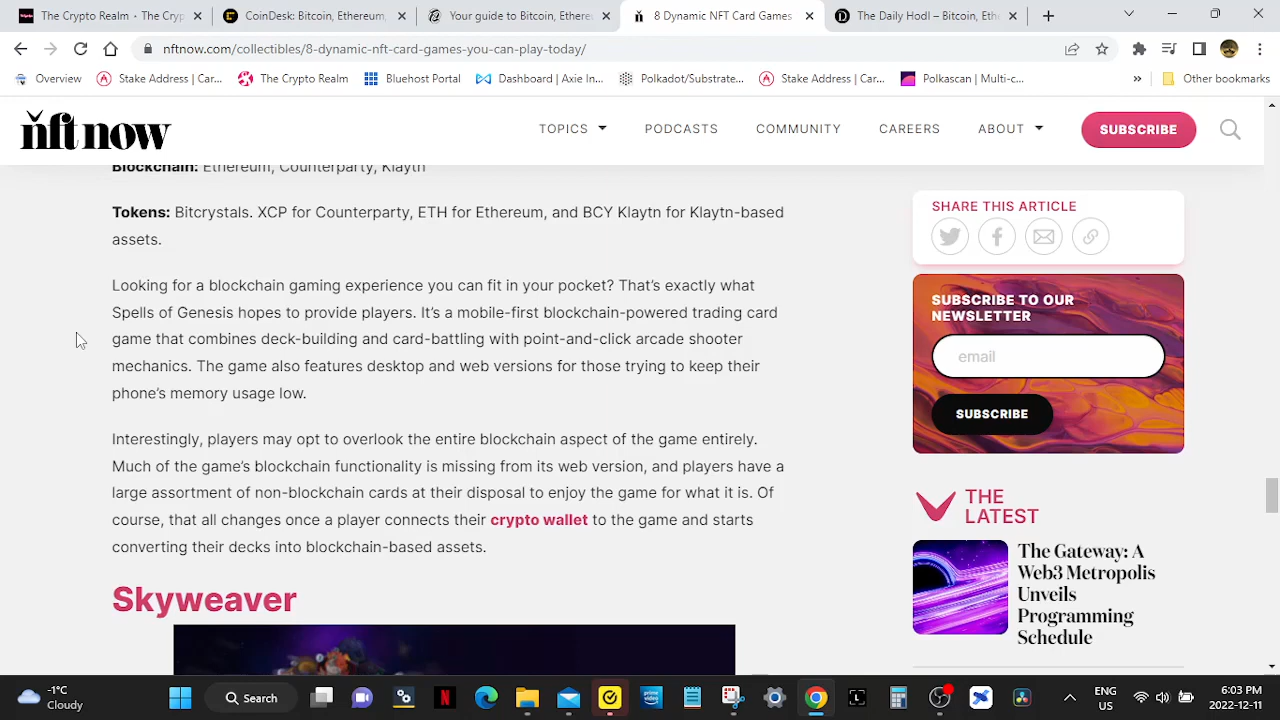 The Crypto Realm - Your Cryp
CoinDesk: Bitcoin, Ethereum,
Your guide to Bitcoin, Etheres
8 Dynamic NFT Card Games
The Daily Hodl – Bitcoin, Eth
nftnow.com/collectibles/8-dynamic-nft-card-games-you-can-play-today/
Overview
Stake Address | Car...
The Crypto Realm
Bluehost Portal
Dashboard | Axie In...
Polkadot/Substrate...
Stake Address | Car...
Polkascan | Multi-c...
»
Other bookmarks
nft now
TOPICS
PODCASTS
COMMUNITY
CAREERS
ABOUT
SUBSCRIBE
Blockchain: Ethereum, Counterparty, Klaytn
Tokens: Bitcrystals. XCP for Counterparty, ETH for Ethereum, and BCY Klaytn for Klaytn-based
assets.
Looking for a blockchain gaming experience you can fit in your pocket? That's exactly what
Spells of Genesis hopes to provide players. It's a mobile-first blockchain-powered trading card
game that combines deck-building and card-battling with point-and-click arcade shooter
mechanics. The game also features desktop and web versions for those trying to keep their
phone's memory usage low.
Interestingly, players may opt to overlook the entire blockchain aspect of the game entirely.
Much of the game's blockchain functionality is missing from its web version, and players have a
large assortment of non-blockchain cards at their disposal to enjoy the game for what it is. Of
course, that all changes once a player connects their crypto wallet to the game and starts
converting their decks into blockchain-based assets.
Skyweaver
SHARE THIS ARTICLE
SUBSCRIBE TO OUR
NEWSLETTER
email
SUBSCRIBE
THE
LATEST
The Gateway: A
Web3 Metropolis
Unveils
Programming
Schedule
-1°C
Cloudy
Search
ENG
US
6:03 PM
2022-12-11